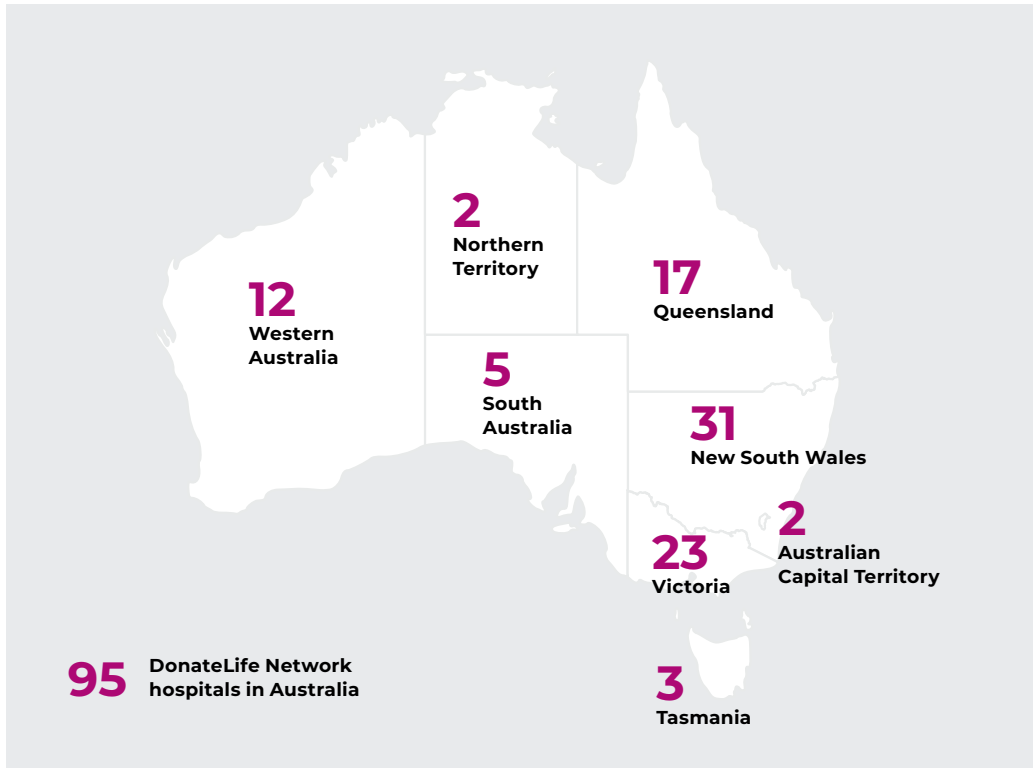 2
Northern
Territory
17
Queensland
12
Western
Australia
5
South
Australia
31
New South Wales
2
Australian
Capital Territory
23
Victoria
3
Tasmania
95
DonateLife Network
hospitals in Australia